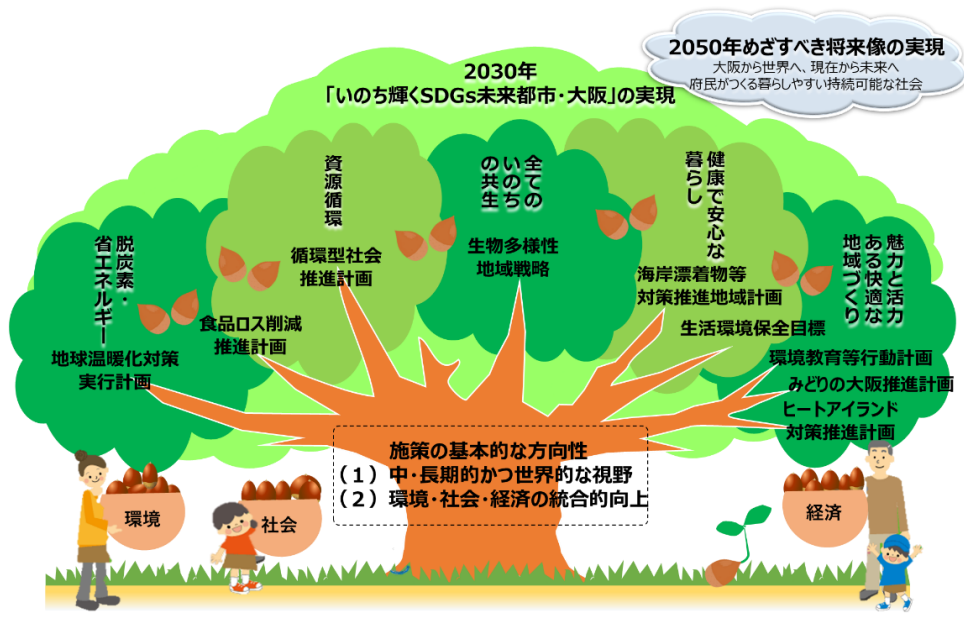 2050年めざすべき将来像の実現
大阪から世界へ、現在から未来へ
府民がつくる暮らしやすい持続可能な社会
2030年
「いのち輝くSDGs未来都市・大阪」の実現
脱炭素・
省エネルギー
地球温暖化対策
実行計画
資源循環
循環型社会
推進計画
食品ロス削減
推進計画
全ての
いのち
の共生
生物多様性
地域戦略
健康で安心な
暮らし
海岸漂着物等
対策推進地域計画
生活環境保全目標
魅力と活力
ある快適な
地域づくり
環境教育等行動計画
みどりの大阪推進計画
ヒートアイランド
対策推進計画
施策の基本的な方向性
（1）中・長期的かつ世界的な視野
（2）環境・社会・経済の統合的向上
環境
社会
経済